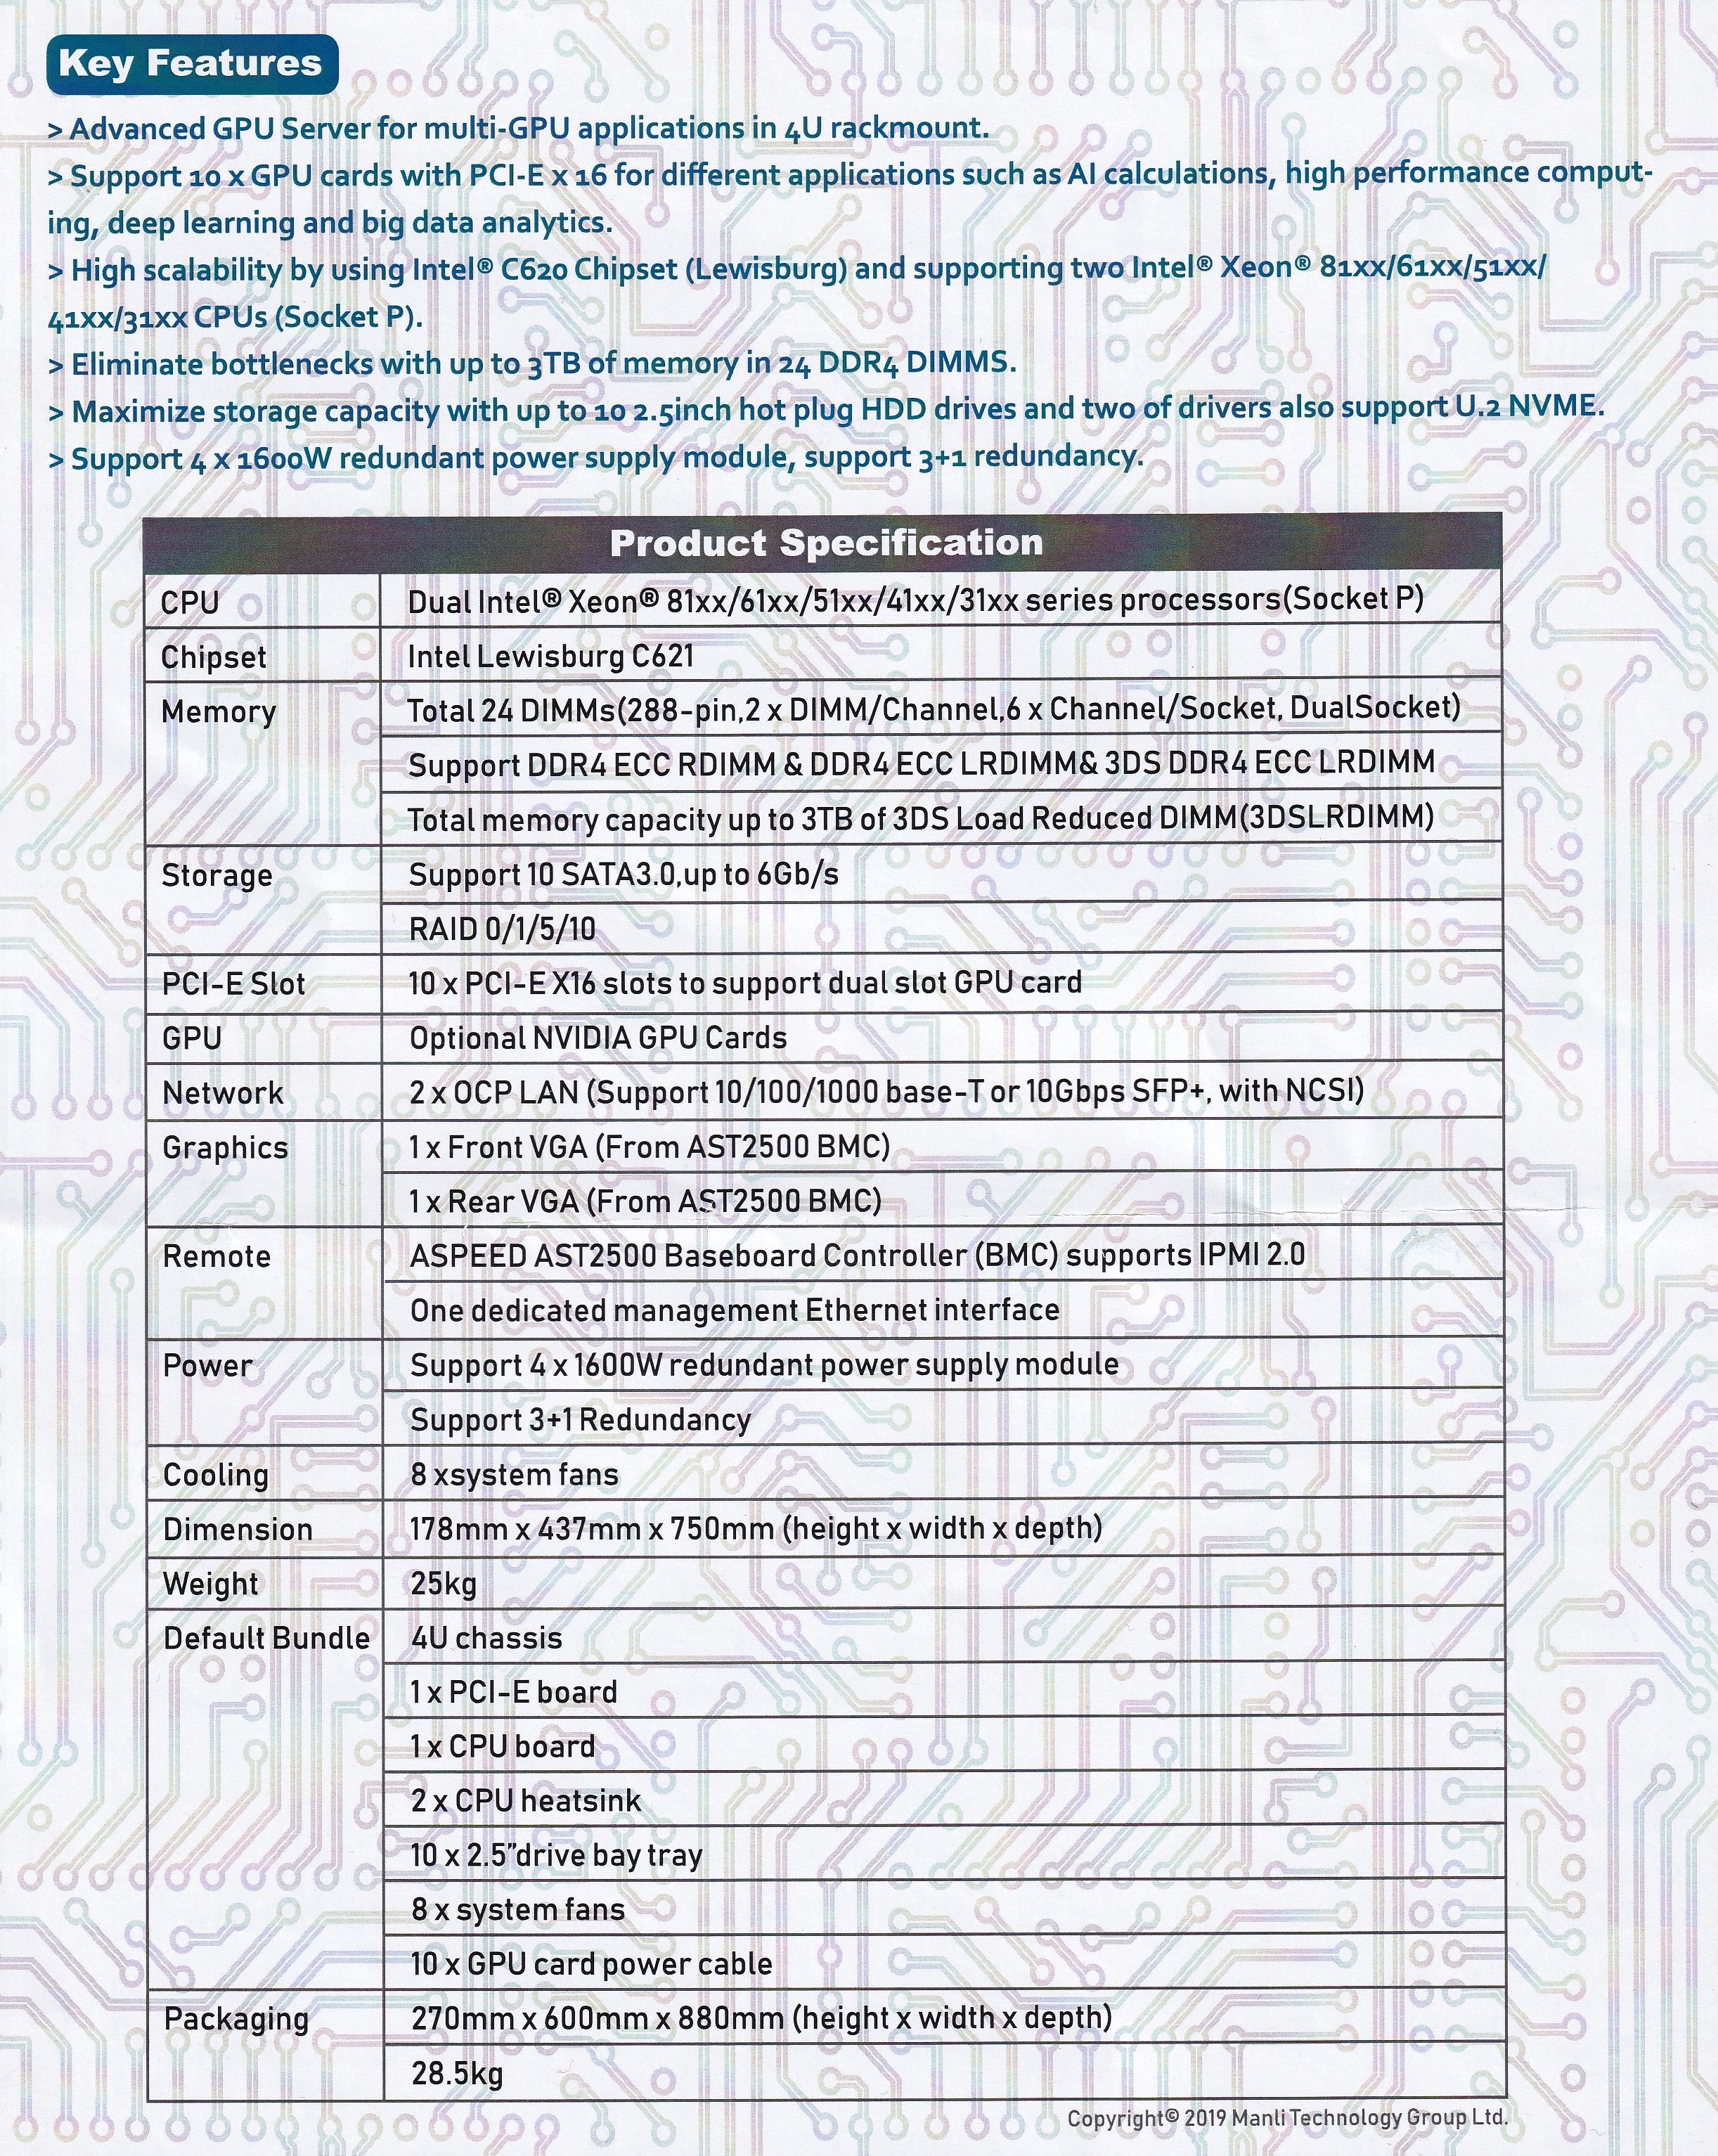 Key Features
> Advanced GPU Server for multi-GPU applications in 4U rackmount.
> Support 10 x GPU cards with PCI-E x 16 for different applications such as AI calculations, high performance comput-
ing, deep learning and big data analytics.
> High scalability by using Intel® C620 Chipset (Lewisburg) and supporting two Intel® Xeon® 81xx/61xx/51xx/
41xx/31xx CPUs (Socket P).
> Eliminate bottlenecks with up to 3TB of memory in 24 DDR4 DIMMS.
> Maximize storage capacity with up to 10 2.5inch hot plug HDD drives and two of drivers also support U.2 NVME.
> Support 4 x 1600W redundant power supply module, support 3+1 redundancy.
Product Specification
CPU Dual Intel® Xeon® 81xx/61xx/51xx/41xx/31xx series processors(Socket P)
Chipset Intel Lewisburg C621
Memory Total 24 DIMMs(288-pin,2 x DIMM/Channel,6 x Channel/Socket, DualSocket)
Support DDR4 ECC RDIMM & DDR4 ECC LRDIMM& 3DS DDR4 ECC LRDIMM
Total memory capacity up to 3TB of 3DS Load Reduced DIMM(3DSLRDIMM)
Storage Support 10 SATA3.0,up to 6Gb/s
RAID 0/1/5/10
PCI-E Slot 10 x PCI-E X16 slots to support dual slot GPU card
GPU Optional NVIDIA GPU Cards
Network 2 x OCP LAN (Support 10/100/1000 base-T or 10Gbps SFP+, with NCSI)
Graphics 1 x Front VGA (From AST2500 BMC)
1 x Rear VGA (From AST2500 BMC)
Remote ASPEED AST2500 Baseboard Controller (BMC) supports IPMI 2.0
One dedicated management Ethernet interface
Power Support 4 x 1600W redundant power supply module
Support 3+1 Redundancy
Cooling 8 xsystem fans
Dimension 178mm x 437mm x 750mm (height x width x depth)
Weight 25kg
Default Bundle 4U chassis
1 x PCI-E board
1 x CPU board
2 x CPU heatsink
10 x 2.5”drive bay tray
8 x system fans
10 x GPU card power cable
Packaging 270mm x 600mm x 880mm (height x width x depth)
28.5kg
Copyright© 2019 Manli Technology Group Ltd.